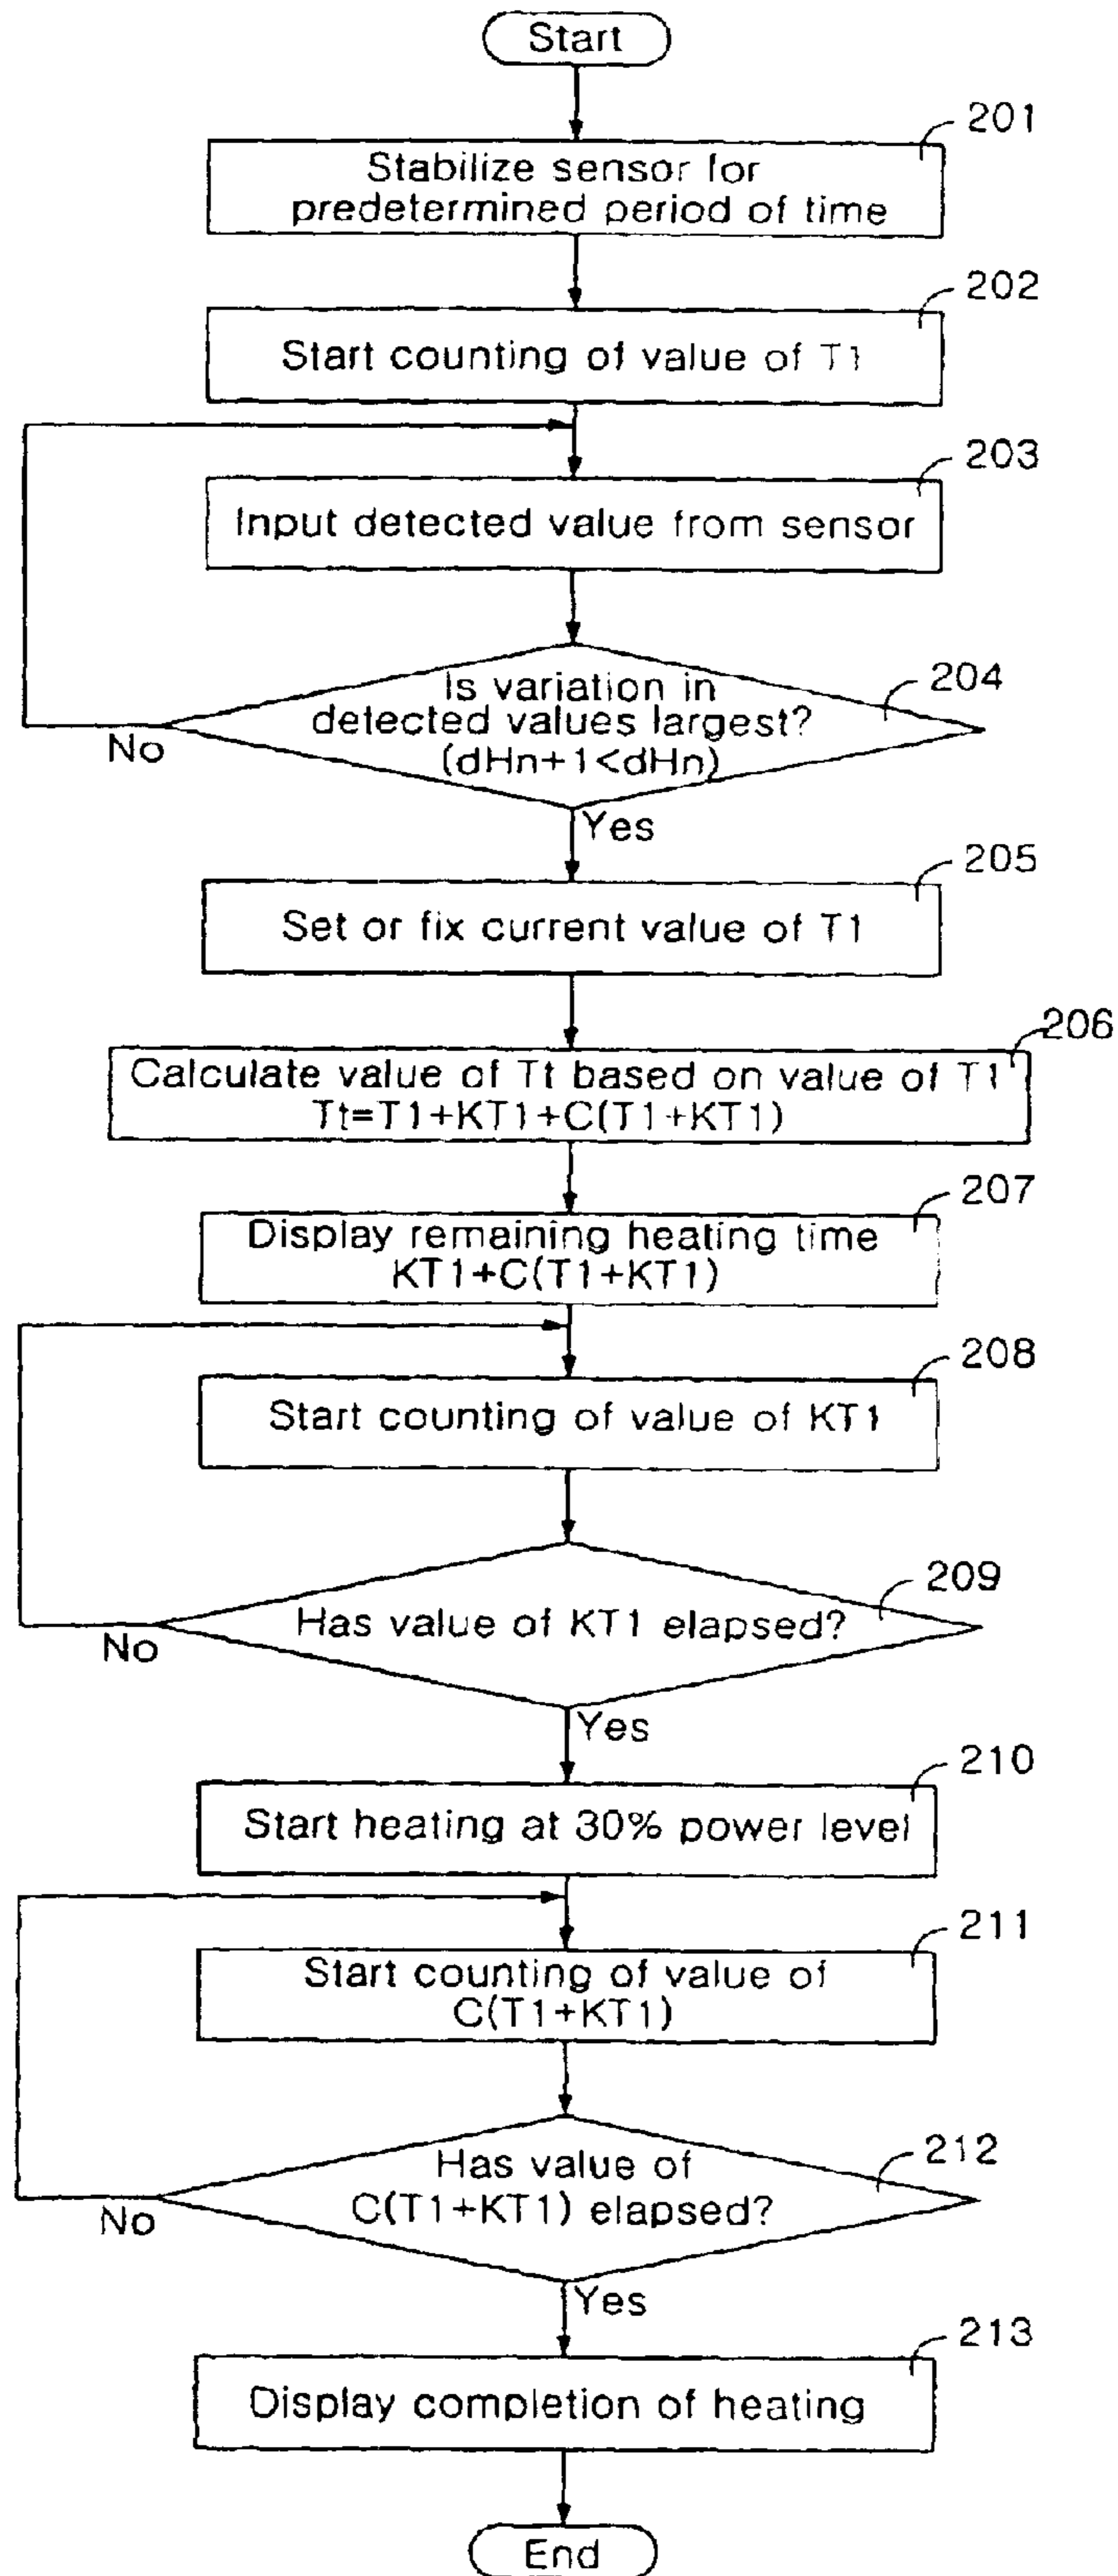 Start
201
Stabilize sensor for
predetermined period of time
202
Start counting of value of T1
203
Input detected value from sensor
204
Is variation in
detected values largest?
(dHn+1<dHn)
No
Yes
205
Set or fix current value of T1
206
Calculate value of Tt based on value of T1
Tt=T1+KT1+C(T1+KT1)
207
Display remaining heating time
KT1+C(T1+KT1)
208
Start counting of value of KT1
209
Has value of KT1 elapsed?
No
Yes
210
Start heating at 30% power level
211
Start counting of value of
C(T1+KT1)
212
Has value of
C(T1+KT1) elapsed?
No
Yes
213
Display completion of heating
End